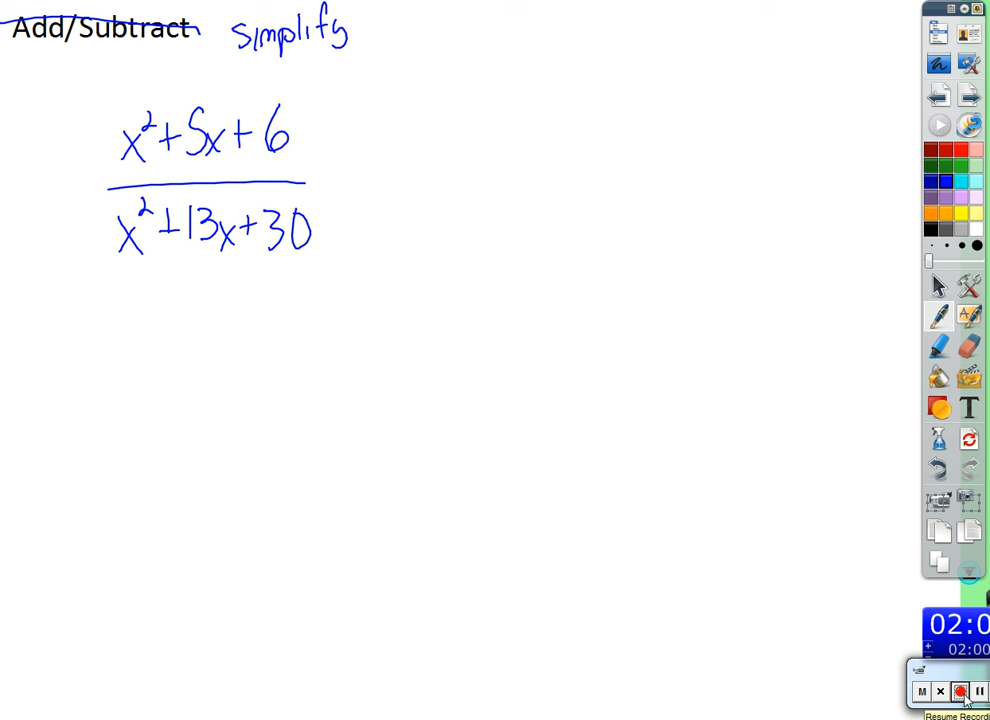 Add/Subtract simplify
x²+5x+6
x²+13x+30
02:0
02:00
M
Resume Recordi